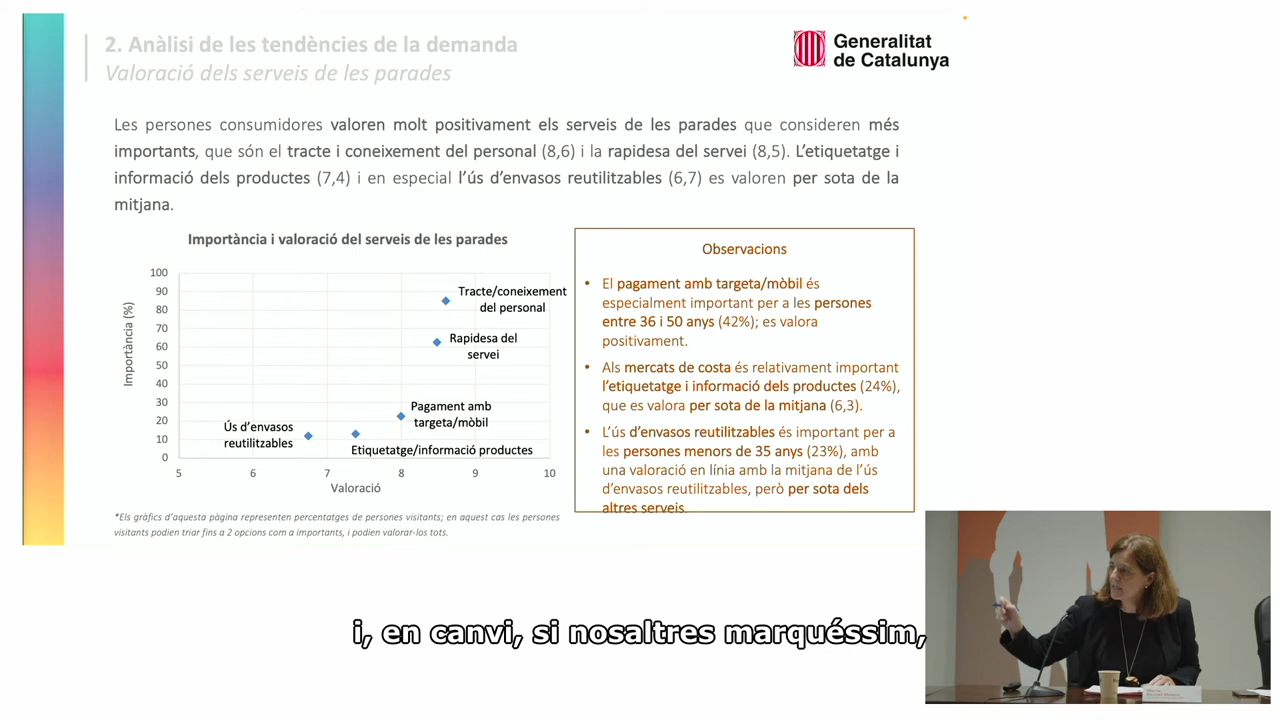 2. Anàlisi de les tendències de la demanda
Valoració dels serveis de les parades
Generalitat
de Catalunya
Les persones consumidores valoren molt positivament els serveis de les parades que consideren més
importants, que són el tracte i coneixement del personal (8,6) i la rapidesa del servei (8,5). L'etiquetatge i
informació dels productes (7,4) i en especial l'ús d'envasos reutilitzables (6,7) es valoren per sota de la
mitjana.
Importància i valoració del serveis de les parades
Importància (%)
100
90
80
70
60
50
40
30
20
10
0
Tracte/coneixement
del personal
Rapidesa del
servei
Pagament amb
targeta/mòbil
Ús d'envasos
reutilitzables
Etiquetatge/informació productes
5 6 7 8 9 10
Valoració
*Els gràfics d'aquesta pàgina representen percentatges de persones visitants; en aquest cas les persones
visitants podien triar fins a 2 opcions com a importants, i podien valorar-los tots.
Observacions
• El pagament amb targeta/mòbil és
especialment important per a les persones
entre 36 i 50 anys (42%); es valora
positivament.
• Als mercats de costa és relativament important
l'etiquetatge i informació dels productes (24%),
que es valora per sota de la mitjana (6,3).
• L'ús d'envasos reutilitzables és important per a
les persones menors de 35 anys (23%), amb
una valoració en línia amb la mitjana de l'ús
d'envasos reutilitzables, però per sota dels
altres serveis.
i, en canvi, si nosaltres marquéssim,